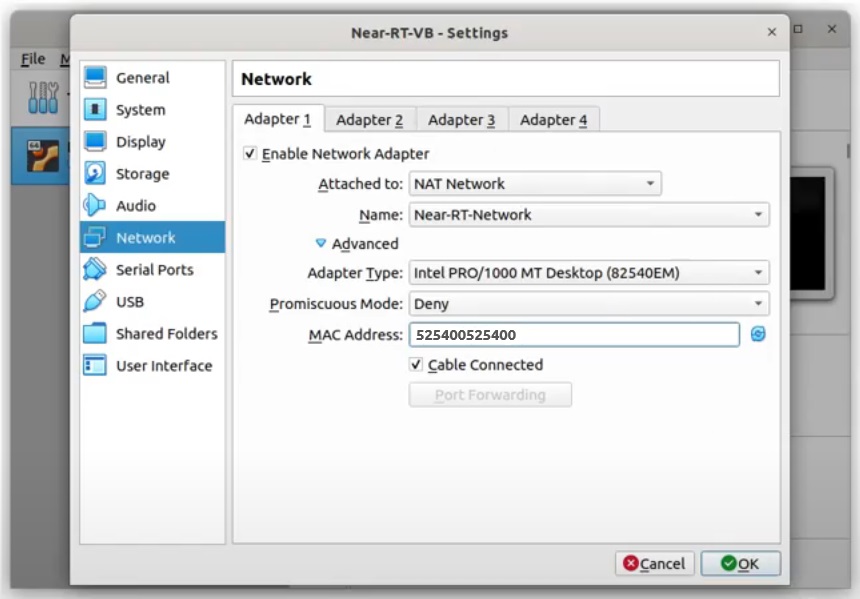 Near-RT-VB - Settings
File M
64
General
System
Display
Storage
Audio
Network
Serial Ports
USB
Shared Folders
User Interface
Network
Adapter 1 Adapter 2 Adapter 3 Adapter 4
Enable Network Adapter
Attached to: NAT Network
Name: Near-RT-Network
Advanced
Adapter Type: Intel PRO/1000 MT Desktop (82540EM)
Promiscuous Mode: Deny
MAC Address: 525400525400
Cable Connected
Port Forwarding
Cancel OK